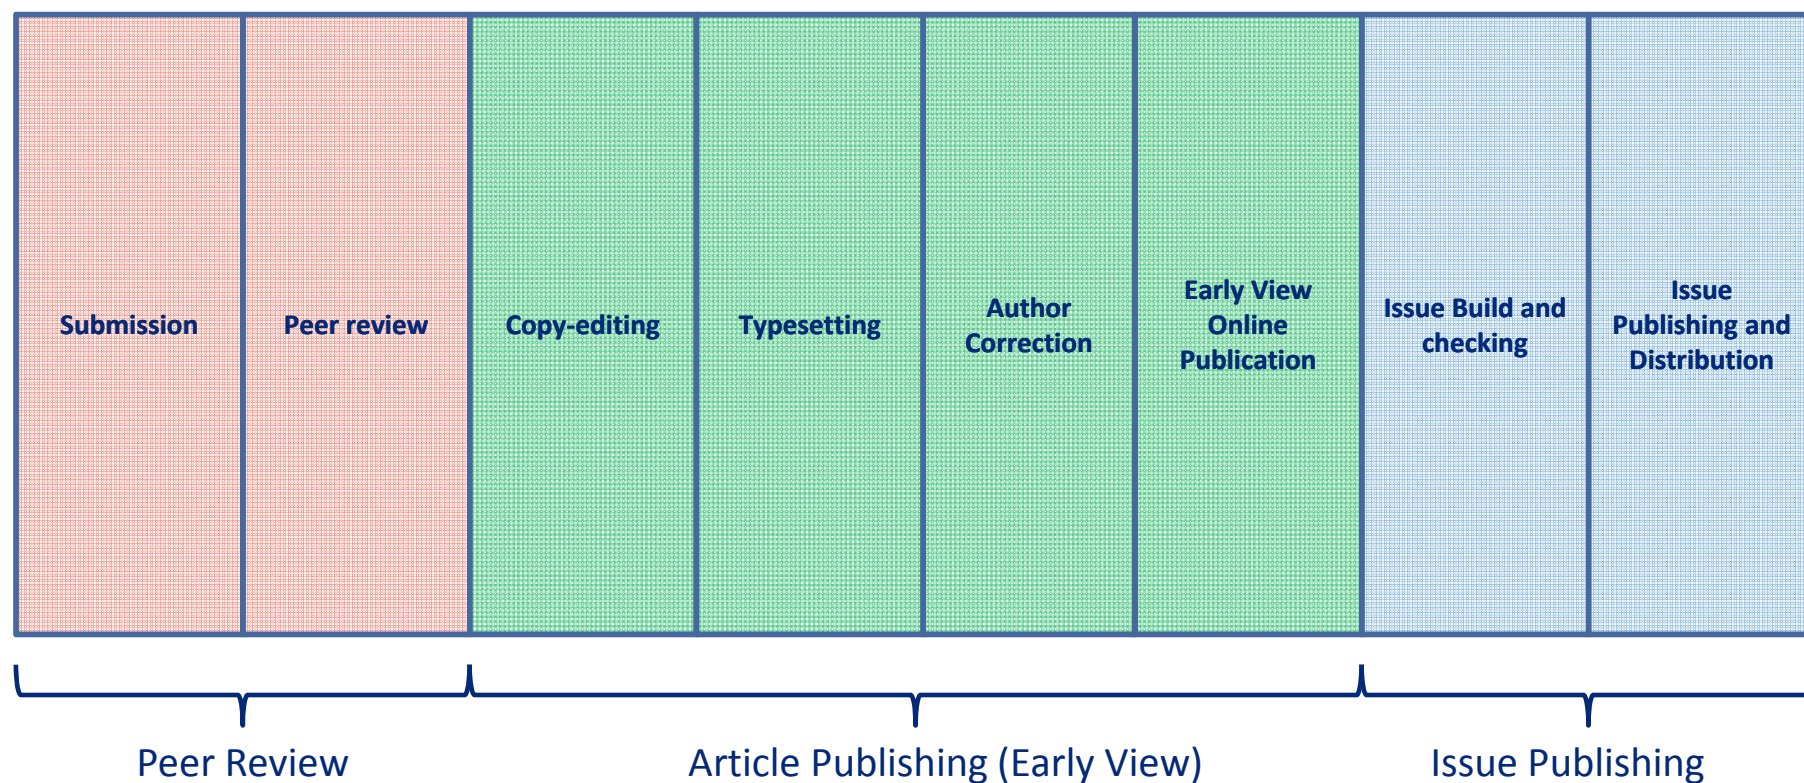 Submission
Peer review
Copy-editing
Typesetting
Author
Correction
Early View
Online
Publication
Issue Build and
checking
Issue
Publishing and
Distribution
Peer Review
Article Publishing (Early View)
Issue Publishing